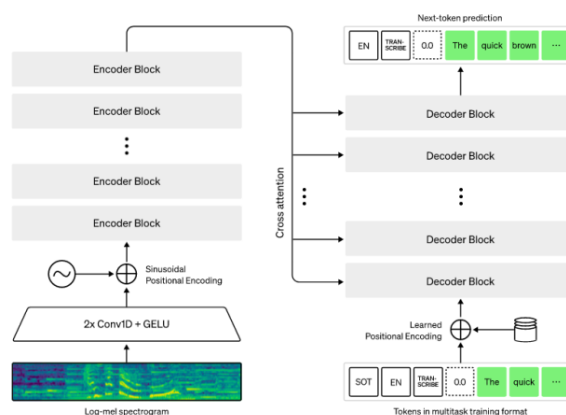 Next-token prediction
EN
TRAN-
SCRIBE
0.0
The
quick
brown
...
Encoder Block
Encoder Block
Encoder Block
Encoder Block
Cross attention
Decoder Block
Decoder Block
Decoder Block
Decoder Block
Sinusoidal
Positional Encoding
2x Conv1D + GELU
Learned
Positional Encoding
SOT
EN
TRAN-
SCRIBE
0.0
The
quick
...
Log-mel spectrogram
Tokens in multitask training format